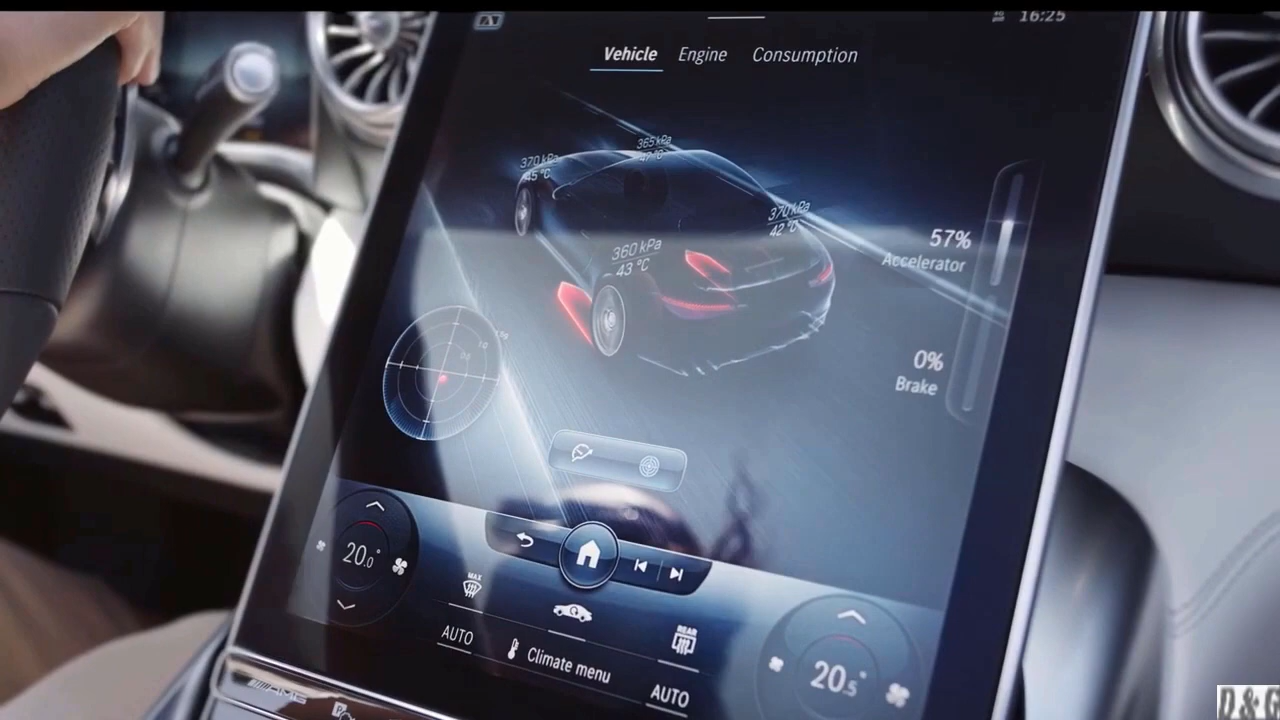 16:25
Vehicle Engine Consumption
365 kPa
47 °C
370 kPa
45 °C
370 kPa
42 °C
57%
Accelerator
360 kPa
43 °C
0%
Brake
20.0°
MAX
REAR
AUTO
Climate menu
AUTO
20.5°
AMG
D & G